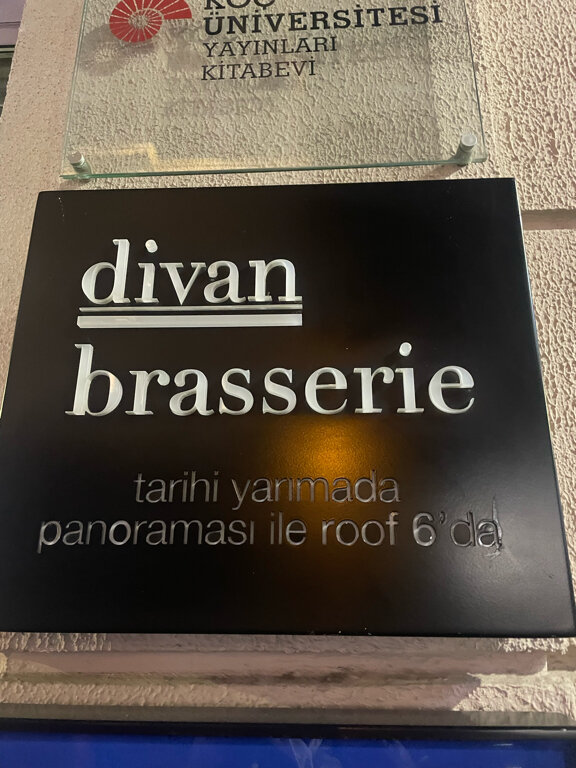 KOÇ
ÜNİVERSİTESİ
YAYINLARI
KİTABEVİ
divan
brasserie
tarihi yarımada
panoraması ile roof 6'da